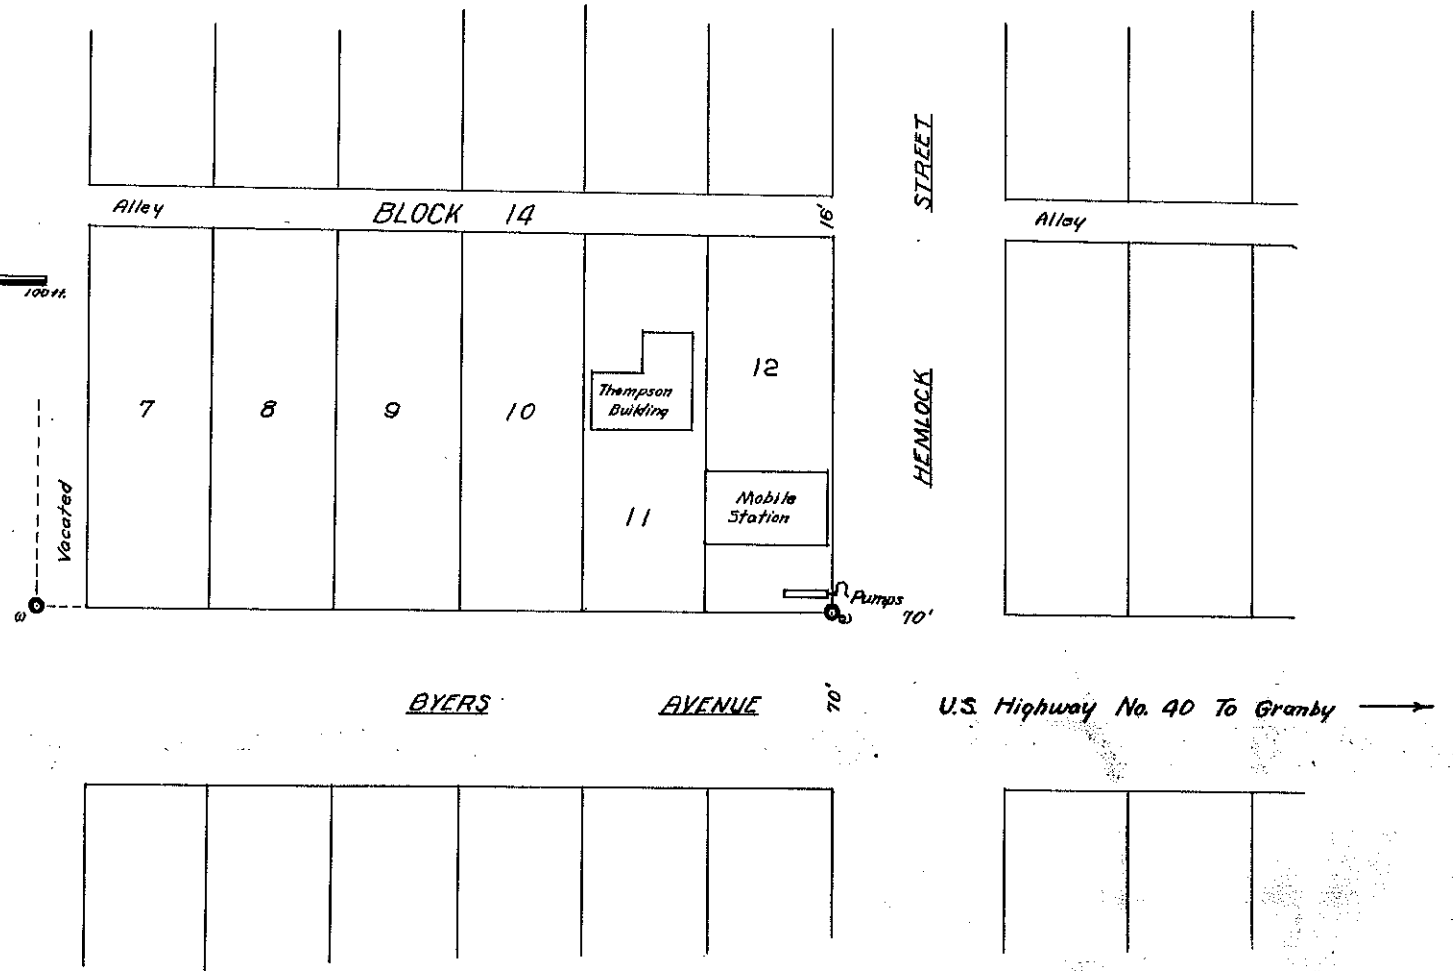 STREET
Alley
BLOCK 14
16'
Alley
100 ft.
12
HEMLOCK
Thompson
Building
7
8
9
10
Vacated
11
Mobile
Station
Pumps
70'
BYERS AVENUE
70'
U.S. Highway No. 40 To Granby